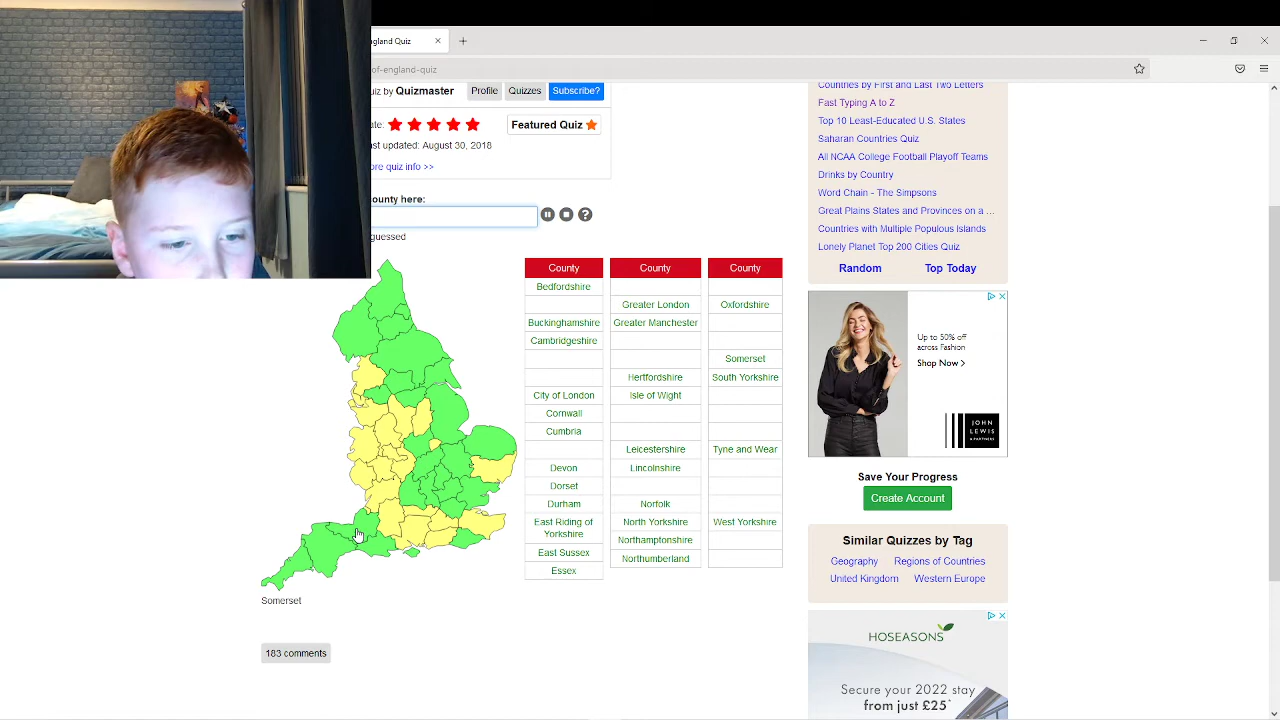 ngland Quiz
of-england-quiz
iz by Quizmaster
Profile
Quizzes
Subscribe?
ate:
Featured Quiz
ast updated: August 30, 2018
ore quiz info >>
county here:
guessed
County
Bedfordshire
Buckinghamshire
Cambridgeshire
City of London
Cornwall
Cumbria
Devon
Dorset
Durham
East Riding of
Yorkshire
East Sussex
Essex
County
Greater London
Greater Manchester
Hertfordshire
Isle of Wight
Leicestershire
Lincolnshire
Norfolk
North Yorkshire
Northamptonshire
Northumberland
County
Oxfordshire
Somerset
South Yorkshire
Tyne and Wear
West Yorkshire
Somerset
183 comments
Countries by First and Last Two Letters
Fast Typing A to Z
Top 10 Least-Educated U.S. States
Saharan Countries Quiz
All NCAA College Football Playoff Teams
Drinks by Country
Word Chain - The Simpsons
Great Plains States and Provinces on a ...
Countries with Multiple Populous Islands
Lonely Planet Top 200 Cities Quiz
Random
Top Today
Up to 50% off
across Fashion
Shop Now >
JOHN
LEWIS
& PARTNERS
Save Your Progress
Create Account
Similar Quizzes by Tag
Geography
Regions of Countries
United Kingdom
Western Europe
HOSEASONS
Secure your 2022 stay
from just £25*